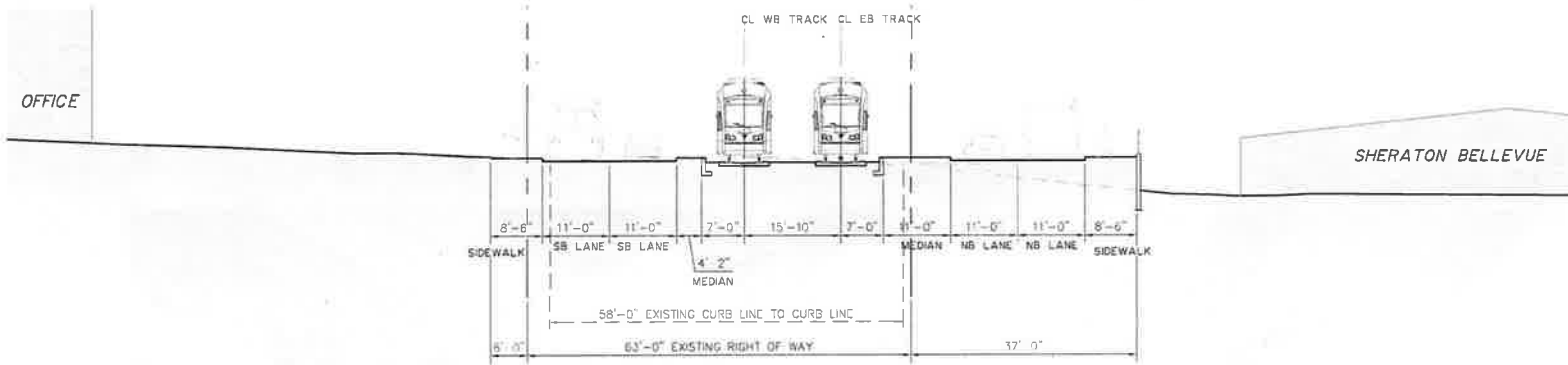 CL WB TRACK CL EB TRACK
OFFICE
SHERATON BELLEVUE
8'-6" 11'-0" 11'-0" 7'-0" 15'-10" 7'-0" 11'-0" 11'-0" 11'-0" 8'-6"
SIDEWALK SB LANE SB LANE MEDIAN NB LANE NB LANE SIDEWALK
4'-2"
MEDIAN
58'-0" EXISTING CURB LINE TO CURB LINE
6'-0" 63'-0" EXISTING RIGHT OF WAY 37'-0"